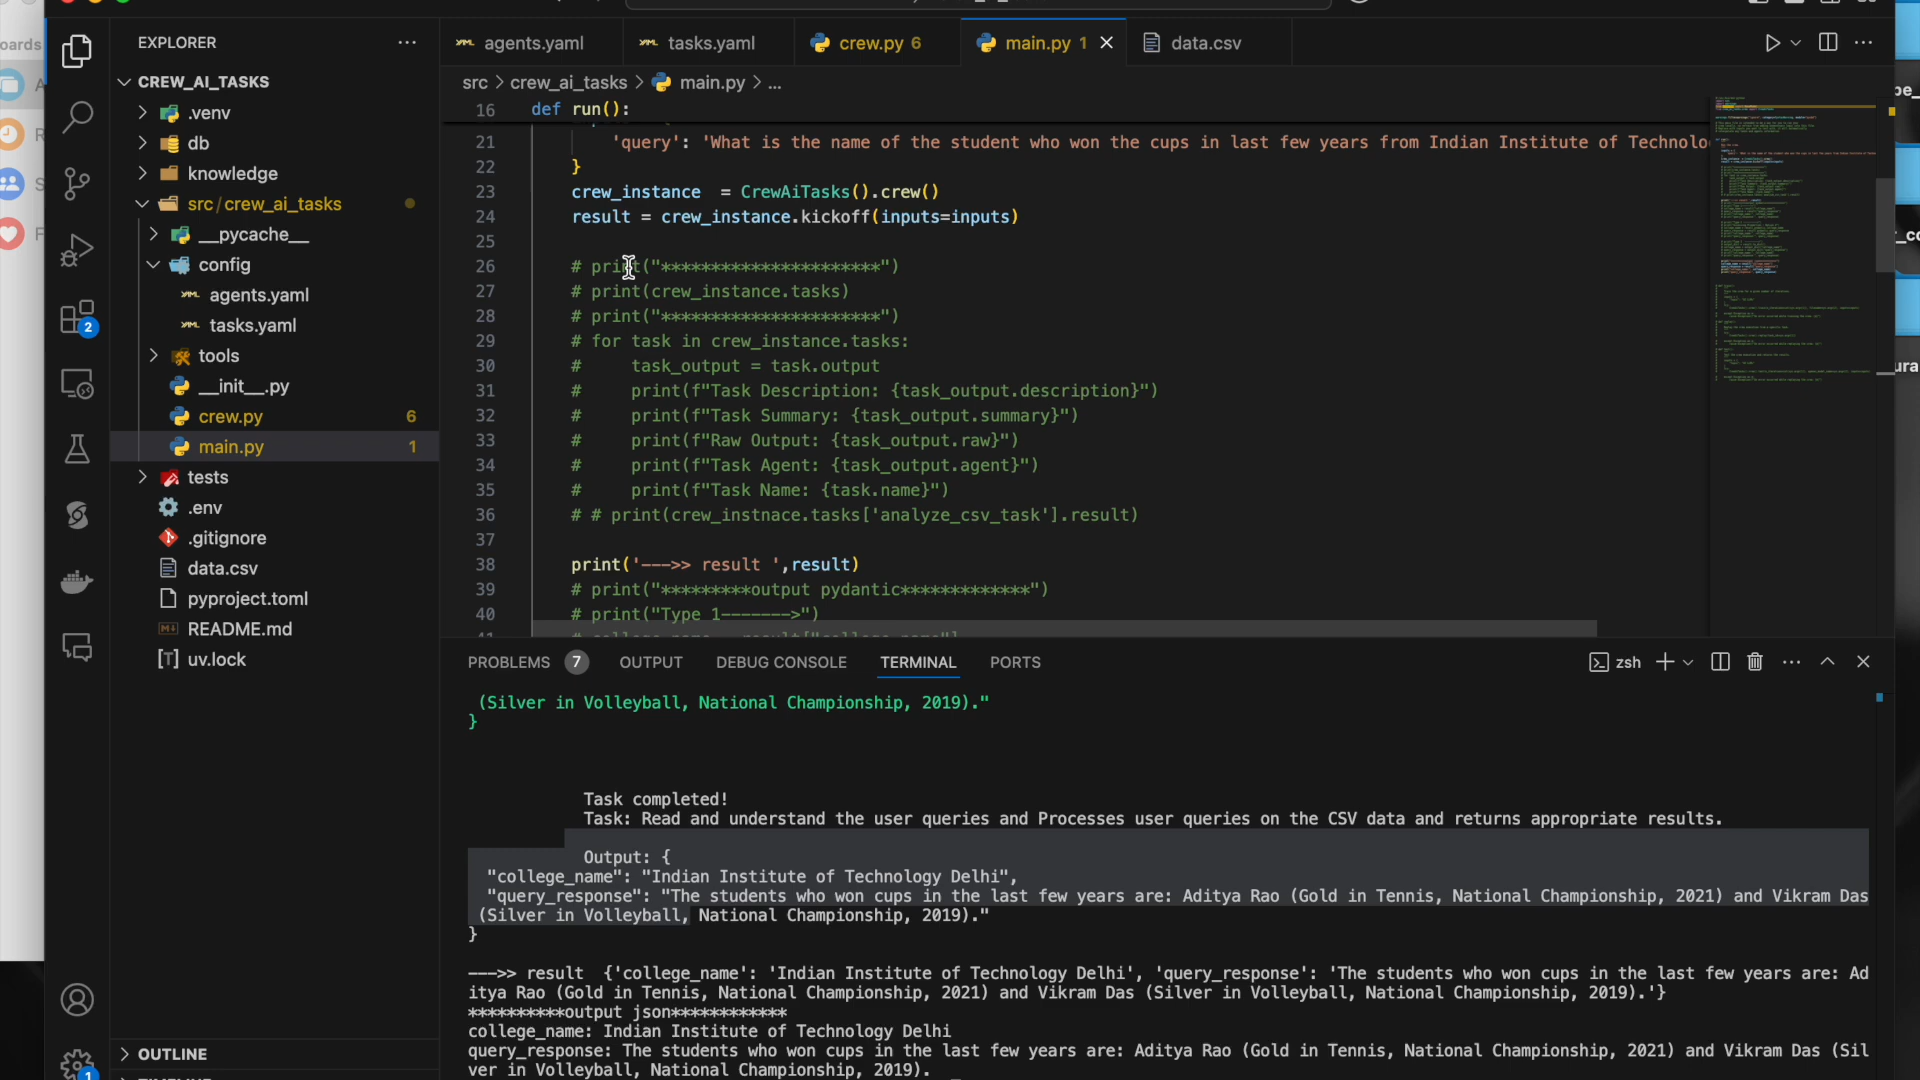 oards
EXPLORER
CREW_AI_TASKS
.venv
db
knowledge
src/crew_ai_tasks
__pycache__
config
agents.yaml
tasks.yaml
tools
__init__.py
crew.py 6
main.py 1
tests
.env
.gitignore
data.csv
pyproject.toml
README.md
uv.lock
OUTLINE
2
1
agents.yaml
tasks.yaml
crew.py 6
main.py 1
data.csv
src > crew_ai_tasks > main.py > ...
16 def run():
21 'query': 'What is the name of the student who won the cups in last few years from Indian Institute of Technolo
22 }
23 crew_instance  = CrewAiTasks().crew()
24 result = crew_instance.kickoff(inputs=inputs)
25
26 # print("**********************")
27 # print(crew_instance.tasks)
28 # print("**********************")
29 # for task in crew_instance.tasks:
30 #     task_output = task.output
31 #     print(f"Task Description: {task_output.description}")
32 #     print(f"Task Summary: {task_output.summary}")
33 #     print(f"Raw Output: {task_output.raw}")
34 #     print(f"Task Agent: {task_output.agent}")
35 #     print(f"Task Name: {task.name}")
36 # # print(crew_instnace.tasks['analyze_csv_task'].result)
37
38 print('--->> result ',result)
39 # print("*********output pydantic*************")
40 # print("Type 1------->")
PROBLEMS 7 OUTPUT DEBUG CONSOLE TERMINAL PORTS
zsh
(Silver in Volleyball, National Championship, 2019)."
}
Task completed!
Task: Read and understand the user queries and Processes user queries on the CSV data and returns appropriate results.
Output: {
"college_name": "Indian Institute of Technology Delhi",
"query_response": "The students who won cups in the last few years are: Aditya Rao (Gold in Tennis, National Championship, 2021) and Vikram Das
(Silver in Volleyball, National Championship, 2019)."
}
--->> result  {'college_name': 'Indian Institute of Technology Delhi', 'query_response': 'The students who won cups in the last few years are: Ad
itya Rao (Gold in Tennis, National Championship, 2021) and Vikram Das (Silver in Volleyball, National Championship, 2019).'}
**********output json************
college_name: Indian Institute of Technology Delhi
query_response: The students who won cups in the last few years are: Aditya Rao (Gold in Tennis, National Championship, 2021) and Vikram Das (Sil
ver in Volleyball, National Championship, 2019).